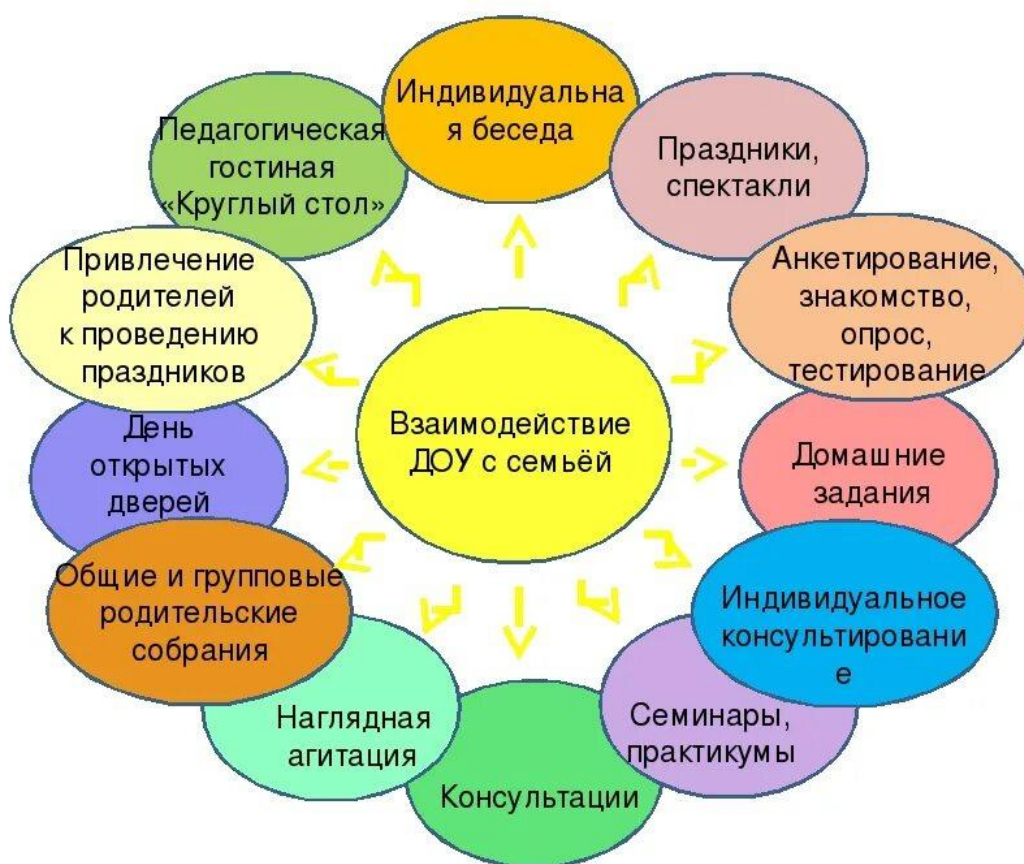 Индивидуальна
я беседа
Праздники,
спектакли
Анкетирование,
знакомство,
опрос,
тестирование
Домашние
задания
Индивидуальное
консультировани
е
Семинары,
практикумы
Консультации
Наглядная
агитация
Общие и групповые
родительские
собрания
День
открытых
дверей
Привлечение
родителей
к проведению
праздников
Педагогическая
гостиная
«Круглый стол»
Взаимодействие
ДОУ с семьёй